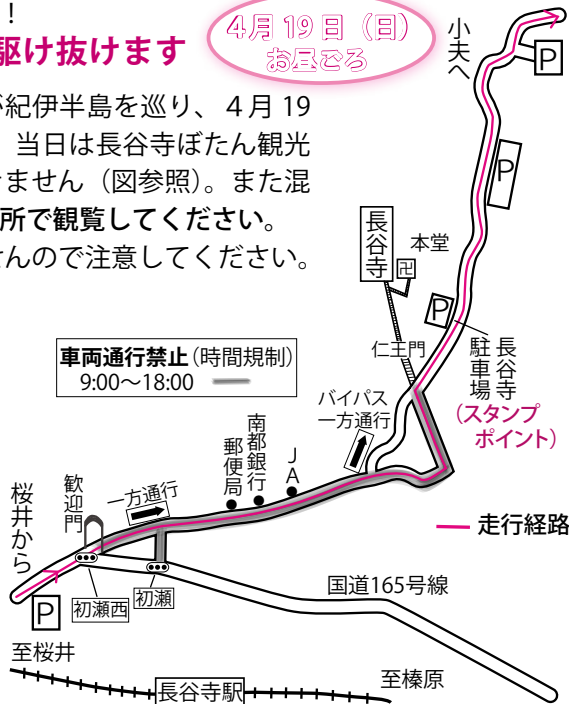 ！
駆け抜けます
４月 19 日（日）
お昼ごろ
が紀伊半島を巡り、４月 19
当日は長谷寺ぼたん観光
きません（図参照）。また混
所で観覧してください。
せんので注意してください。
小夫へ
P
P
長谷寺
本堂
卍
P
仁王門
長谷寺
駐車場
（スタンプ
ポイント）
車両通行禁止（時間規制）
9:00～18:00
バイパス
一方通行
ＪＡ
南都銀行
郵便局
一方通行
歓迎門
桜井から
走行経路
初瀬西
初瀬
P
国道165号線
至桜井
長谷寺駅
至榛原